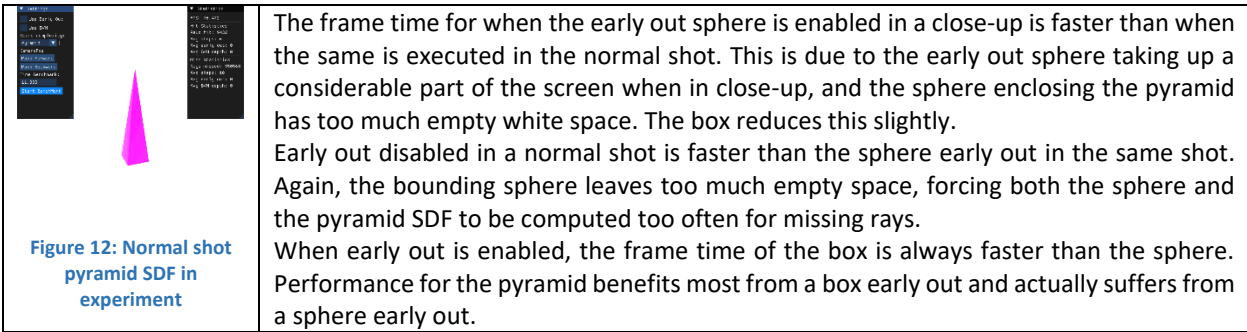 Use Early Out
Use BVH
The frame time for when the early out sphere is enabled in a close-up is faster than when
the same is executed in the normal shot. This is due to the early out sphere taking up a
considerable part of the screen when in close-up, and the sphere enclosing the pyramid
has too much empty white space. The box reduces this slightly.
Early out disabled in a normal shot is faster than the sphere early out in the same shot.
Again, the bounding sphere leaves too much empty space, forcing both the sphere and
the pyramid SDF to be computed too often for missing rays.
When early out is enabled, the frame time of the box is always faster than the sphere.
Performance for the pyramid benefits most from a box early out and actually suffers from
a sphere early out.
Figure 12: Normal shot
pyramid SDF in
experiment